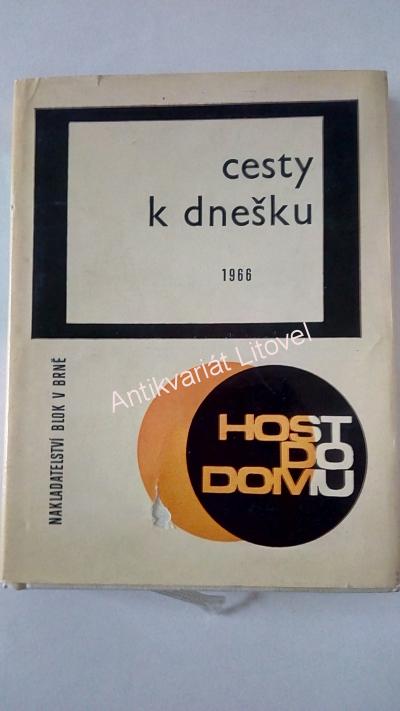 cesty
k dnešku
1966
Antikvariát Litovel
NAKLADATELSTVÍ BLOK V BRNĚ
HOST
DO
DOMU